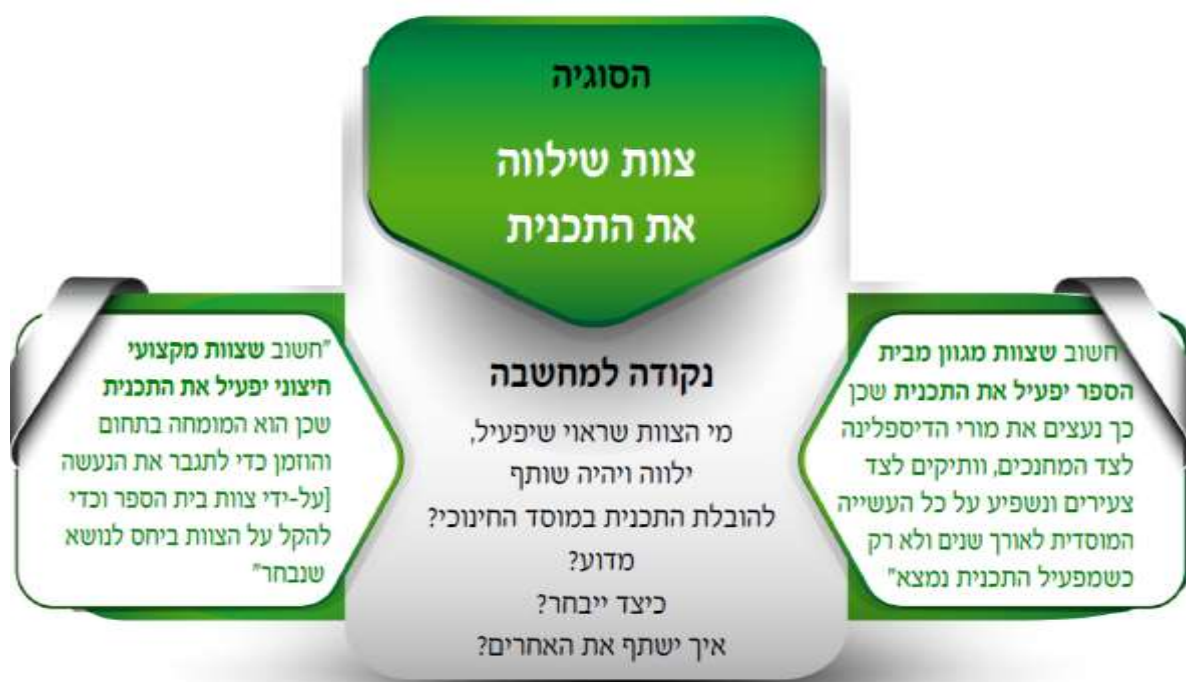 הסוגיה
צוות שילווה
את התכנית
נקודה למחשבה
מי הצוות שראוי שיפעיל,
ילווה ויהיה שותף
להובלת התכנית במוסד החינוכי?
מדוע?
כיצד ייבחר?
איך ישתף את האחרים?
חשוב שצוות מגוון מבית
הספר יפעיל את התכנית שכן
כך נעצים את מורי הדיספלינה
לצד המחנכים, וותיקים לצד
צעירים ונשפיע על כל העשייה
המוסדית לאורך שנים ולא רק
כשמפעיל התכנית נמצא"
"חשוב שצוות מקצועי
חיצוני יפעיל את התכנית
שכן הוא המומחה בתחום
והוזמן כדי לתגבר את הנעשה
[על-ידי צוות בית הספר וכדי
להקל על הצוות ביחס לנושא
שנבחר"